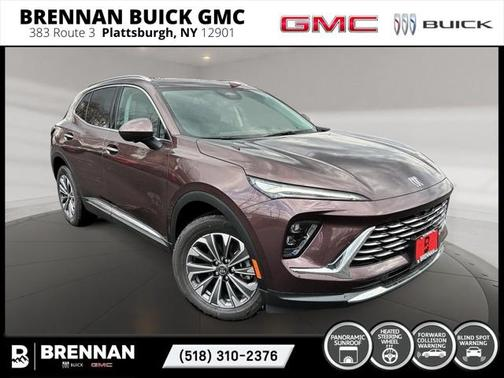 BRENNAN BUICK GMC
383 Route 3 Plattsburgh, NY 12901
GMC
BUICK
BRENNAN
BUICK GMC
(518) 310-2376
PANORAMIC SUNROOF
HEATED STEERING WHEEL
FORWARD COLLISION WARNING
BLIND SPOT WARNING